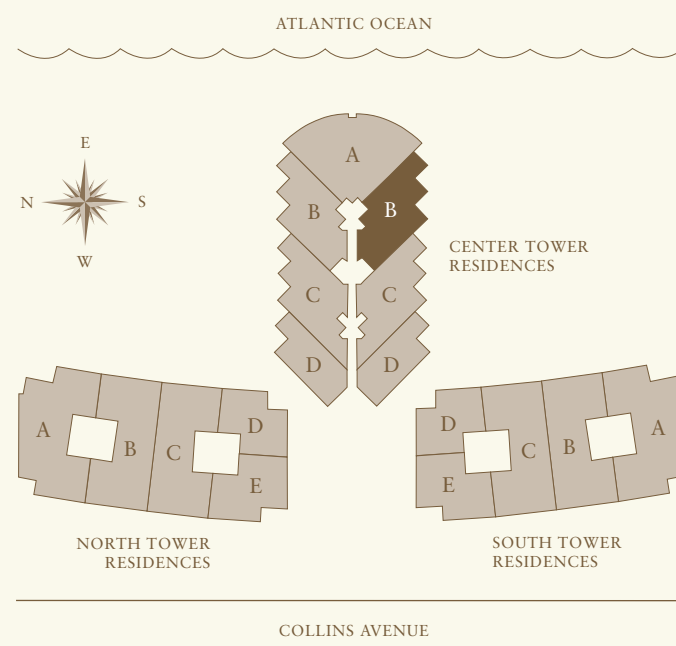 ATLANTIC OCEAN
E
N
S
W
A
B
B
C
C
D
D
CENTER TOWER
RESIDENCES
A
B
C
D
E
D
E
C
B
A
NORTH TOWER
RESIDENCES
SOUTH TOWER
RESIDENCES
COLLINS AVENUE